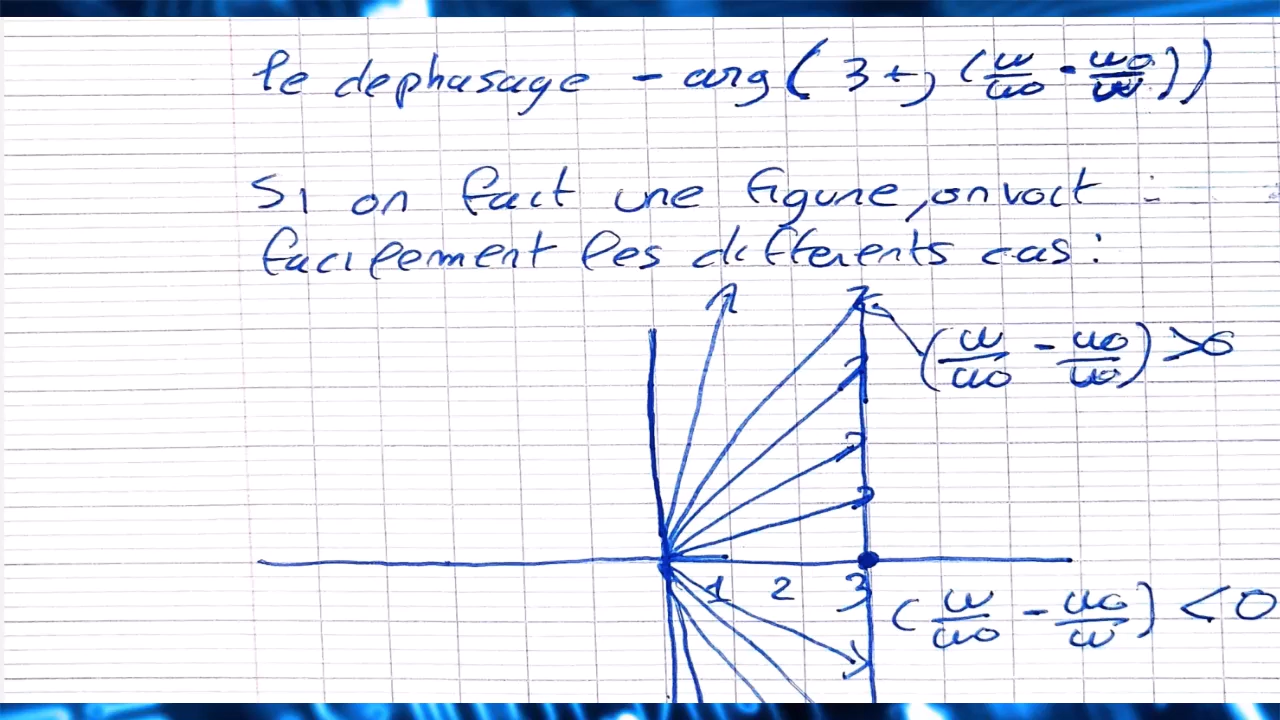 le dephasage - arg( 3 + j (ω/ω0 - ω0/ω))
Si on fait une figure, on voit :
facilement les differents cas :
(ω/ω0 - ω0/ω) >0
1 2 3
(ω/ω0 - ω0/ω) <0